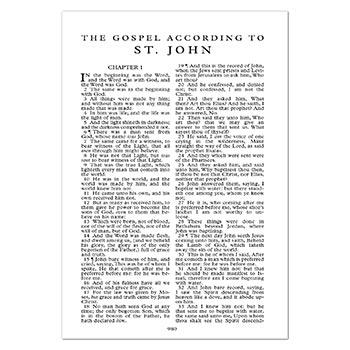 THE GOSPEL ACCORDING TO
ST. JOHN
CHAPTER 1
IN the beginning was the Word,
and the Word was with God,
and the Word was God.
2 The same was in the beginning
with God.
3 All things were made by him;
and without him was not any thing
made that was made.
4 In him was life; and the life was
the light of men.
5 And the light shineth in darkness;
and the darkness comprehended it not.
6 ¶ There was a man sent from
God, whose name was John.
7 The same came for a witness, to
bear witness of the Light, that all
men through him might believe.
8 He was not that Light, but was
sent to bear witness of that Light.
9 That was the true Light, which
lighteth every man that cometh into
the world.
10 He was in the world, and the
world was made by him, and the
world knew him not.
11 He came unto his own, and his
own received him not.
12 But as many as received him, to
them gave he power to become the
sons of God, even to them that be-
lieve on his name:
13 Which were born, not of blood,
nor of the will of the flesh, nor of the
will of man, but of God.
14 And the Word was made flesh,
and dwelt among us, (and we beheld
his glory, the glory as of the only
begotten of the Father,) full of grace
and truth.
15 ¶ John bare witness of him, and
cried, saying, This was he of whom I
spake, He that cometh after me is
preferred before me: for he was be-
fore me.
16 And of his fulness have all we
received, and grace for grace.
17 For the law was given by Mo-
ses, but grace and truth came by Jesus
Christ.
18 No man hath seen God at any
time; the only begotten Son, which
is in the bosom of the Father, he
hath declared him.
19 ¶ And this is the record of John,
when the Jews sent priests and Levi-
tes from Jerusalem to ask him, Who
art thou?
20 And he confessed, and denied
not; but confessed, I am not the
Christ.
21 And they asked him, What
then? Art thou Elias? And he saith, I
am not. Art thou that prophet? And
he answered, No.
22 Then said they unto him, Who
art thou? that we may give an
answer to them that sent us. What
sayest thou of thyself?
23 He said, I am the voice of one
crying in the wilderness, Make
straight the way of the Lord, as said
the prophet Esaias.
24 And they which were sent were
of the Pharisees.
25 And they asked him, and said
unto him, Why baptizest thou then,
if thou be not that Christ, nor Elias,
neither that prophet?
26 John answered them, saying, I
baptize with water: but there stand-
eth one among you, whom ye know
not;
27 He it is, who coming after me
is preferred before me, whose shoe's
latchet I am not worthy to un-
loose.
28 These things were done in
Bethabara beyond Jordan, where
John was baptizing.
29 ¶ The next day John seeth Jesus
coming unto him, and saith, Behold
the Lamb of God, which taketh
away the sin of the world.
30 This is he of whom I said, After
me cometh a man which is preferred
before me: for he was before me.
31 And I knew him not: but that
he should be made manifest to Is-
rael, therefore am I come baptizing
with water.
32 And John bare record, saying,
I saw the Spirit descending from
heaven like a dove, and it abode up-
on him.
33 And I knew him not: but he
that sent me to baptize with water,
the same said unto me, Upon whom
thou shalt see the Spirit descend-